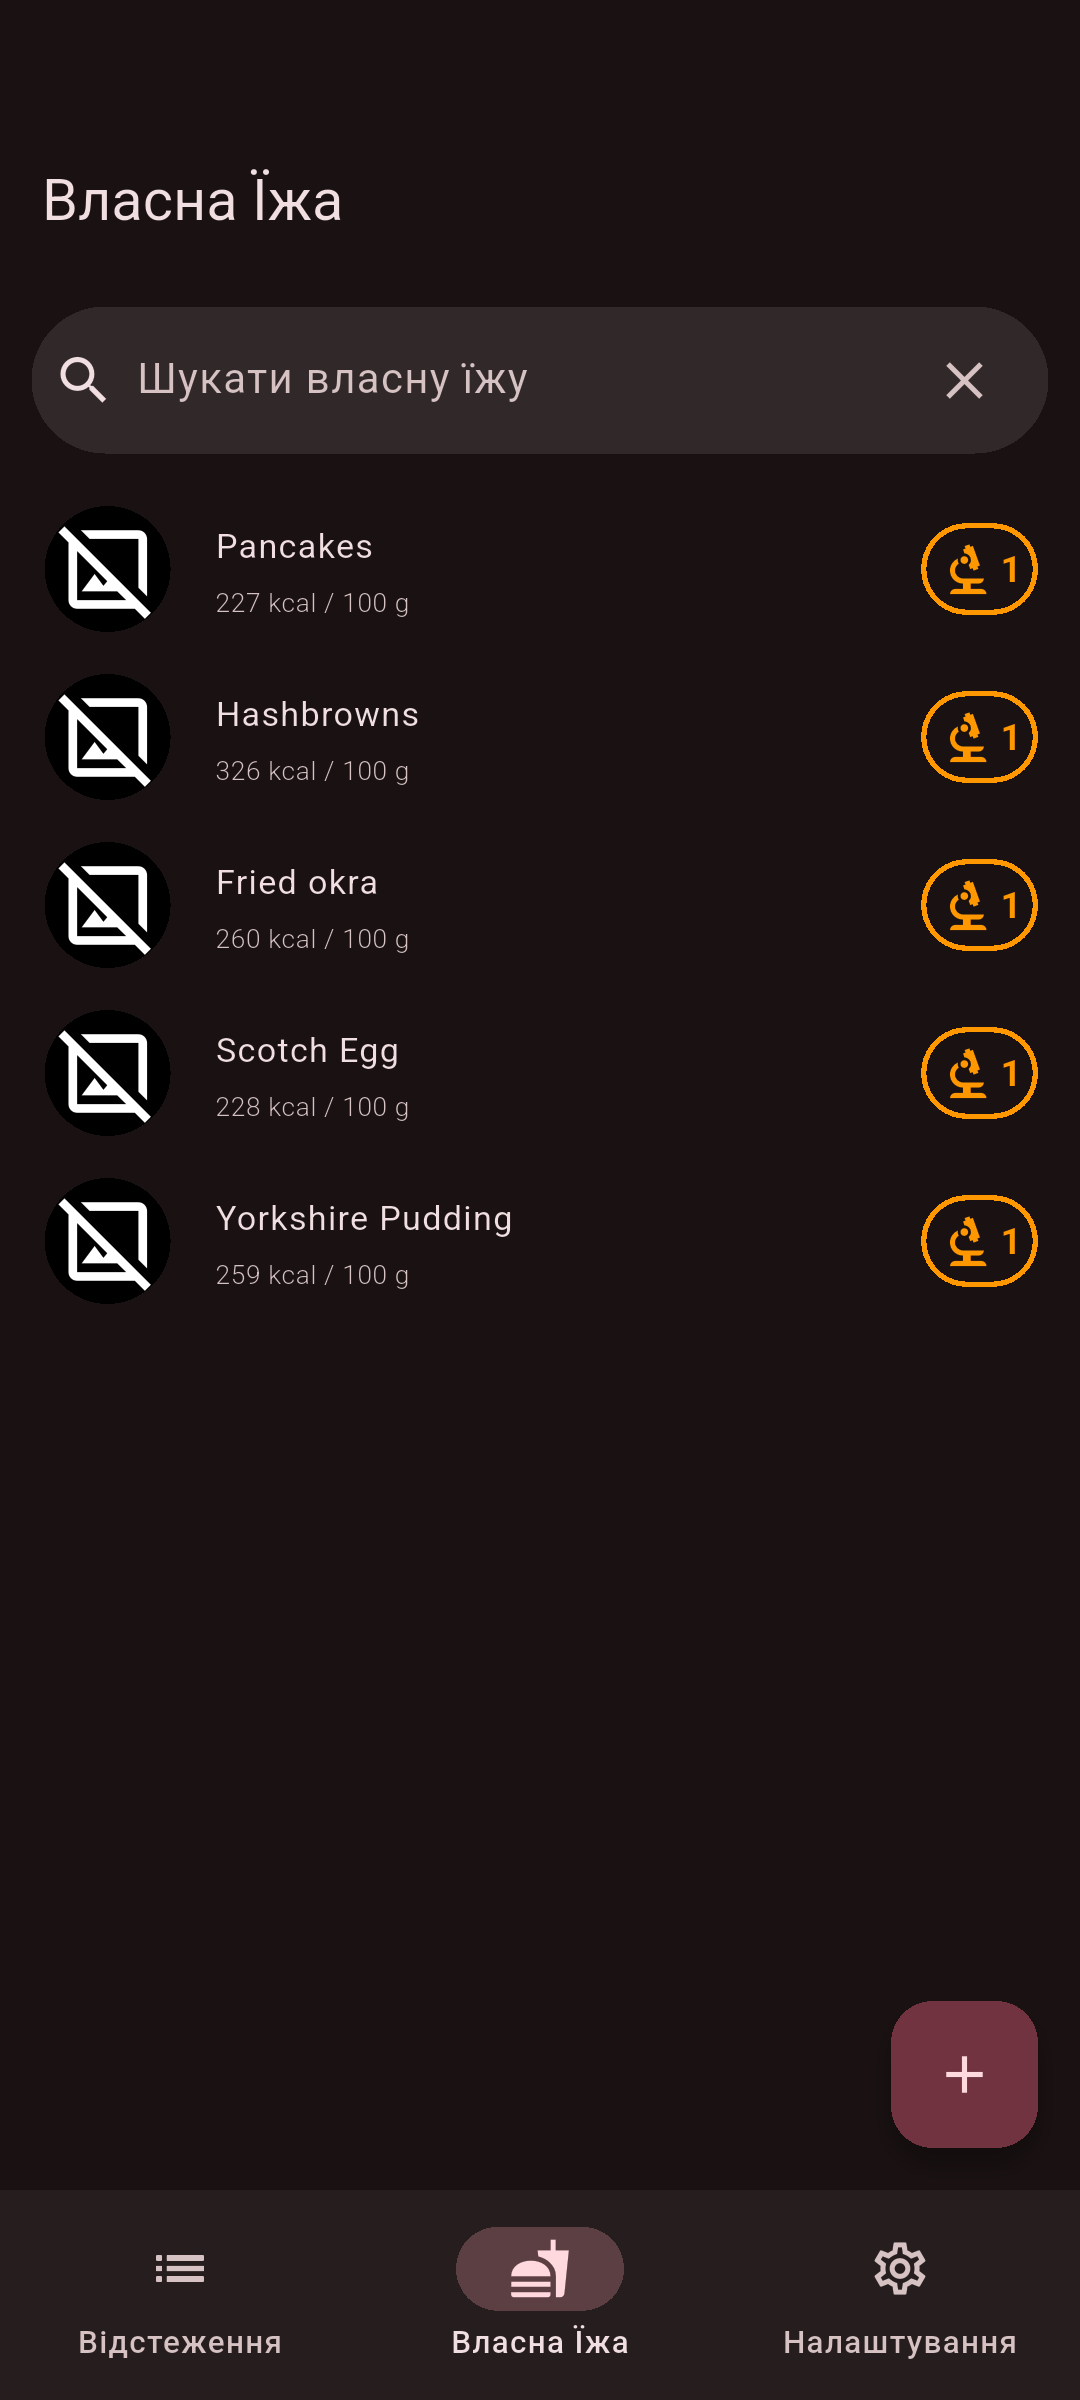 Власна Їжа
Шукати власну їжу
Pancakes
227 kcal / 100 g
1
Hashbrowns
326 kcal / 100 g
1
Fried okra
260 kcal / 100 g
1
Scotch Egg
228 kcal / 100 g
1
Yorkshire Pudding
259 kcal / 100 g
1
Відстеження
Власна Їжа
Налаштування